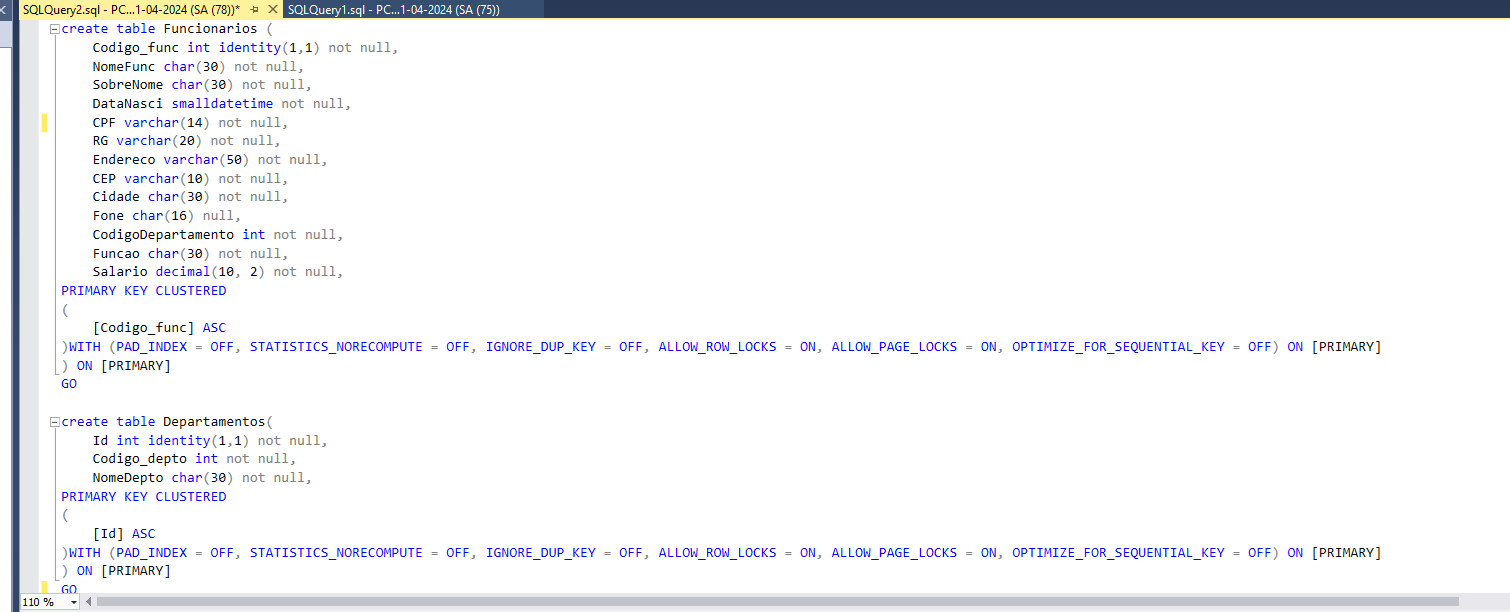 SQLQuery2.sql - PC...1-04-2024 (SA (78))* SQLQuery1.sql - PC...1-04-2024 (SA (75))
create table Funcionarios (
Codigo_func int identity(1,1) not null,
NomeFunc char(30) not null,
SobreNome char(30) not null,
DataNasci smalldatetime not null,
CPF varchar(14) not null,
RG varchar(20) not null,
Endereco varchar(50) not null,
CEP varchar(10) not null,
Cidade char(30) not null,
Fone char(16) null,
CodigoDepartamento int not null,
Funcao char(30) not null,
Salario decimal(10, 2) not null,
PRIMARY KEY CLUSTERED
(
[Codigo_func] ASC
)WITH (PAD_INDEX = OFF, STATISTICS_NORECOMPUTE = OFF, IGNORE_DUP_KEY = OFF, ALLOW_ROW_LOCKS = ON, ALLOW_PAGE_LOCKS = ON, OPTIMIZE_FOR_SEQUENTIAL_KEY = OFF) ON [PRIMARY]
) ON [PRIMARY]
GO
create table Departamentos(
Id int identity(1,1) not null,
Codigo_depto int not null,
NomeDepto char(30) not null,
PRIMARY KEY CLUSTERED
(
[Id] ASC
)WITH (PAD_INDEX = OFF, STATISTICS_NORECOMPUTE = OFF, IGNORE_DUP_KEY = OFF, ALLOW_ROW_LOCKS = ON, ALLOW_PAGE_LOCKS = ON, OPTIMIZE_FOR_SEQUENTIAL_KEY = OFF) ON [PRIMARY]
) ON [PRIMARY]
GO
110 %